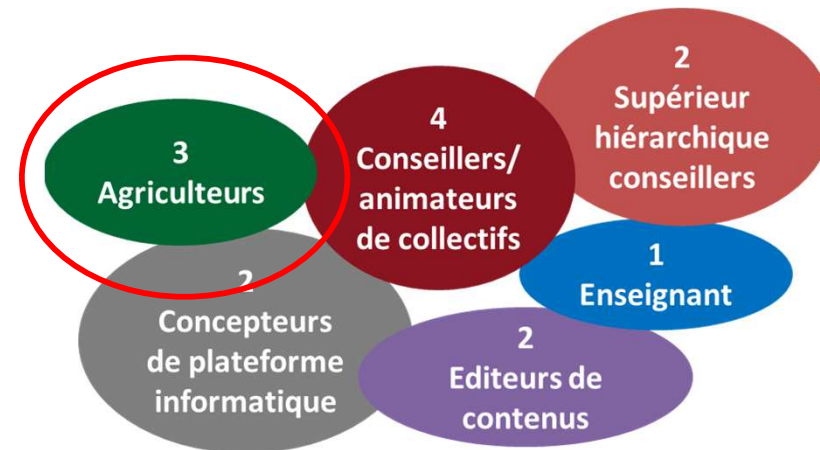 3
Agriculteurs
4
Conseillers/
animateurs
de collectifs
2
Supérieur
hiérarchique
conseillers
1
Enseignant
2
Concepteurs
de plateforme
informatique
2
Editeurs de
contenus